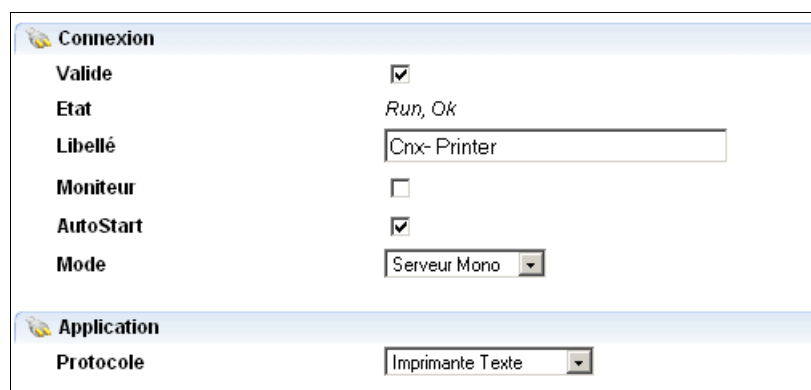 Connexion
Valide
Etat Run, Ok
Libellé Cnx- Printer
Moniteur
AutoStart
Mode Serveur Mono
Application
Protocole Imprimante Texte